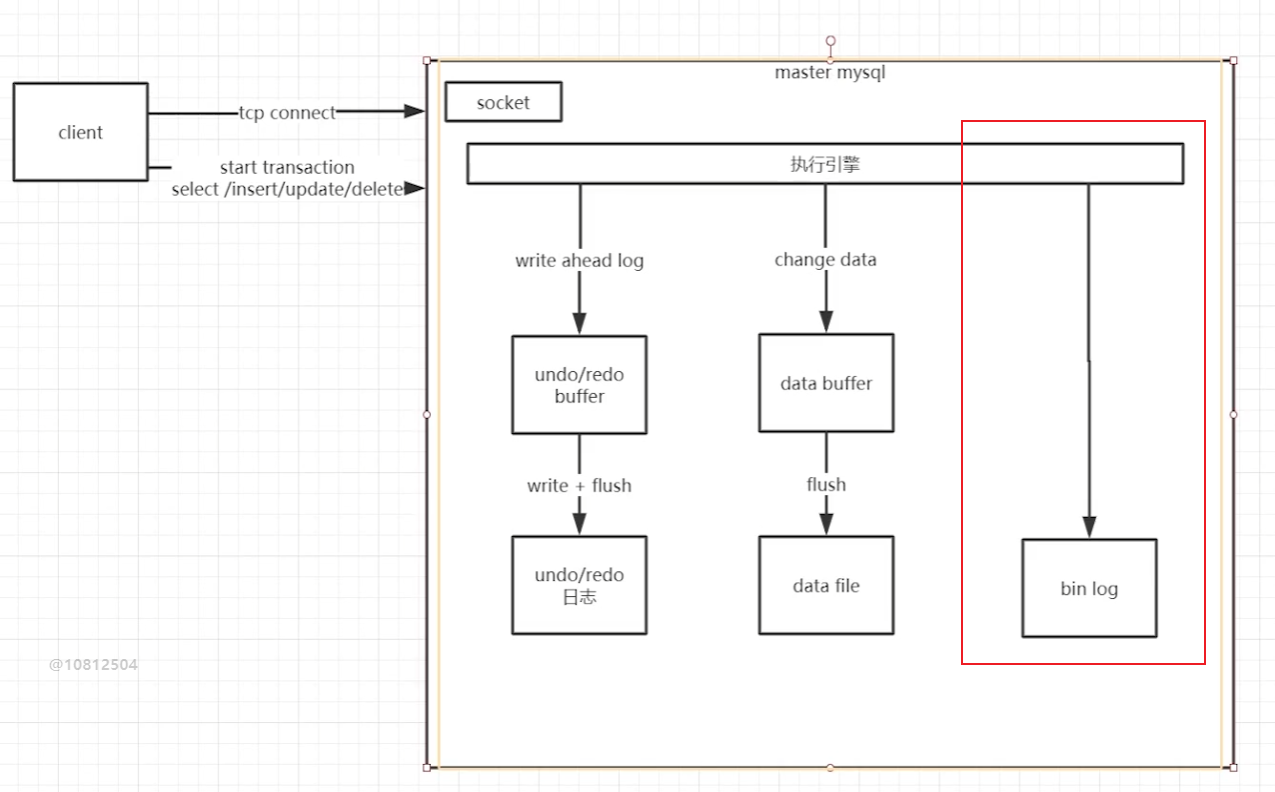 master mysql
socket
client
tcp connect
start transaction
select /insert/update/delete
执行引擎
write ahead log
change data
undo/redo
buffer
data buffer
write + flush
flush
undo/redo
日志
data file
bin log
@10812504